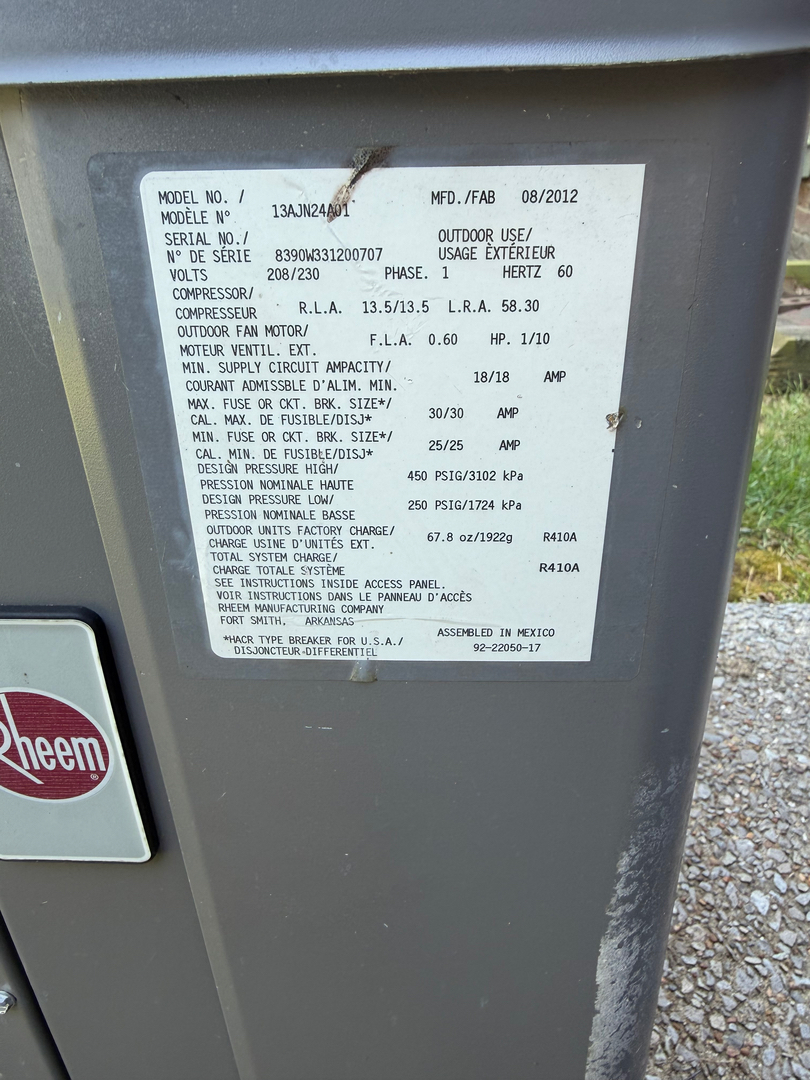 MODEL NO. / MFD./FAB 08/2012
MODÈLE N° 13AJN24A01
SERIAL NO./ OUTDOOR USE/
N° DE SÉRIE 8390W331200707 USAGE ÈXTÉRIEUR
VOLTS 208/230 PHASE. 1 HERTZ 60
COMPRESSOR/
COMPRESSEUR R.L.A. 13.5/13.5 L.R.A. 58.30
OUTDOOR FAN MOTOR/
MOTEUR VENTIL. EXT. F.L.A. 0.60 HP. 1/10
MIN. SUPPLY CIRCUIT AMPACITY/
COURANT ADMISSBLE D'ALIM. MIN. 18/18 AMP
MAX. FUSE OR CKT. BRK. SIZE*/
CAL. MAX. DE FUSIBLE/DISJ* 30/30 AMP
MIN. FUSE OR CKT. BRK. SIZE*/
CAL. MIN. DE FUSIBLE/DISJ* 25/25 AMP
DESIGN PRESSURE HIGH/
PRESSION NOMINALE HAUTE 450 PSIG/3102 kPa
DESIGN PRESSURE LOW/
PRESSION NOMINALE BASSE 250 PSIG/1724 kPa
OUTDOOR UNITS FACTORY CHARGE/
CHARGE USINE D'UNITÉS EXT. 67.8 oz/1922g R410A
TOTAL SYSTEM CHARGE/
CHARGE TOTALE SYSTÈME R410A
SEE INSTRUCTIONS INSIDE ACCESS PANEL.
VOIR INSTRUCTIONS DANS LE PANNEAU D'ACCÈS
RHEEM MANUFACTURING COMPANY
FORT SMITH, ARKANSAS
*HACR TYPE BREAKER FOR U.S.A./ ASSEMBLED IN MEXICO
DISJONCTEUR-DIFFERENTIEL 92-22050-17
Rheem®